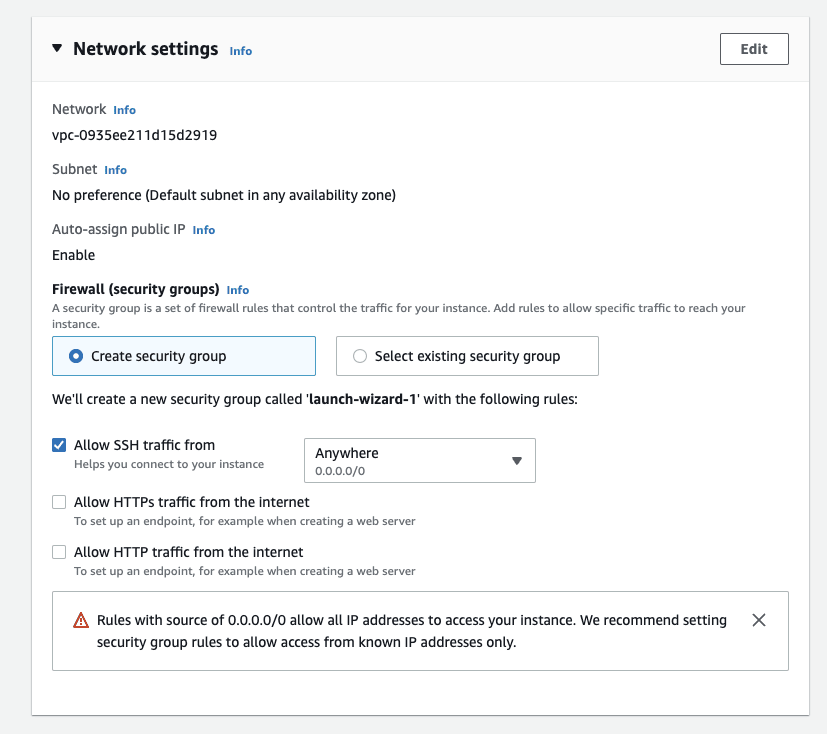 Network settings Info
Edit
Network Info
vpc-0935ee211d15d2919
Subnet Info
No preference (Default subnet in any availability zone)
Auto-assign public IP Info
Enable
Firewall (security groups) Info
A security group is a set of firewall rules that control the traffic for your instance. Add rules to allow specific traffic to reach your
instance.
Create security group
Select existing security group
We'll create a new security group called 'launch-wizard-1' with the following rules:
Allow SSH traffic from
Helps you connect to your instance
Anywhere
0.0.0.0/0
Allow HTTPs traffic from the internet
To set up an endpoint, for example when creating a web server
Allow HTTP traffic from the internet
To set up an endpoint, for example when creating a web server
Rules with source of 0.0.0.0/0 allow all IP addresses to access your instance. We recommend setting
security group rules to allow access from known IP addresses only.